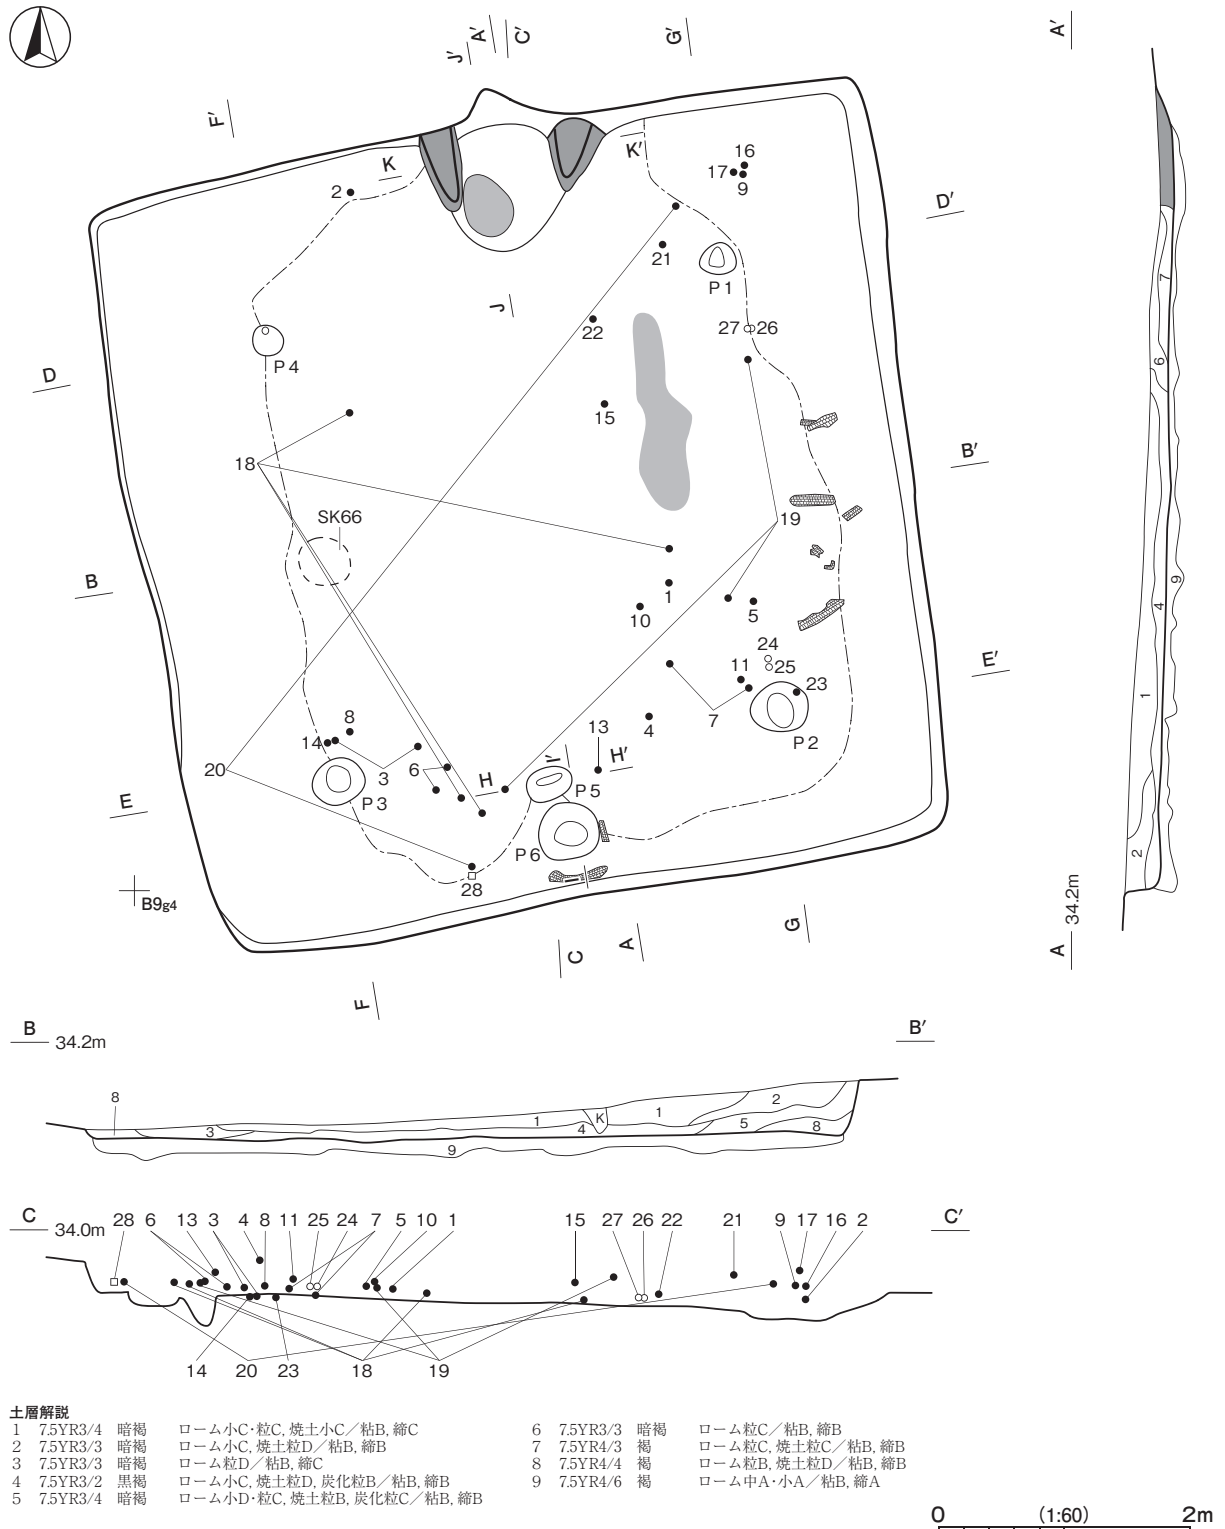 A′
C′
J′
G′
A′
F′
K
K′
16
17
9
2
D′
21
P1
J
22
27 26
P4
D
15
B′
18
19
SK66
B
1
10
5
24
25
E′
11
23
8
14
13
7
4
P2
I′
H′
3
6
H
20
P3
P5
E
P6
28
B9g4
G
C
A
F
7
6
9
4
1
2
A 34.2m
B 34.2m
B′
8
3
1
4
K
1
2
5
8
9
C 34.0m
28 6 13 3 4 8 11 25 24 7 5 10 1 15 27 26 22 21 9 17 16 2
C′
14 20 23 18 19
土層解説
1 7.5YR3/4 暗褐 ローム小C・粒C, 焼土小C／粘B, 締C
2 7.5YR3/3 暗褐 ローム小C, 焼土粒D／粘B, 締B
3 7.5YR3/3 暗褐 ローム粒D／粘B, 締C
4 7.5YR3/2 黒褐 ローム小C, 焼土粒D, 炭化粒B／粘B, 締B
5 7.5YR3/4 暗褐 ローム小D・粒C, 焼土粒B, 炭化粒C／粘B, 締B
6 7.5YR3/3 暗褐 ローム粒C／粘B, 締B
7 7.5YR4/3 褐 ローム粒C, 焼土粒C／粘B, 締B
8 7.5YR4/4 褐 ローム粒B, 焼土粒D／粘B, 締B
9 7.5YR4/6 褐 ローム中A・小A／粘B, 締A
0 (1:60) 2m